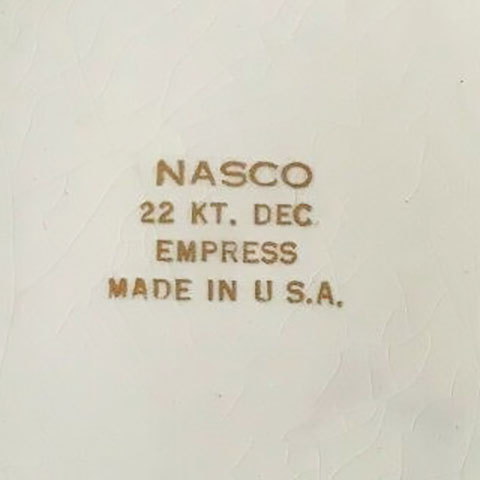 NASCO
22 KT. DEC
EMPRESS
MADE IN U S.A.